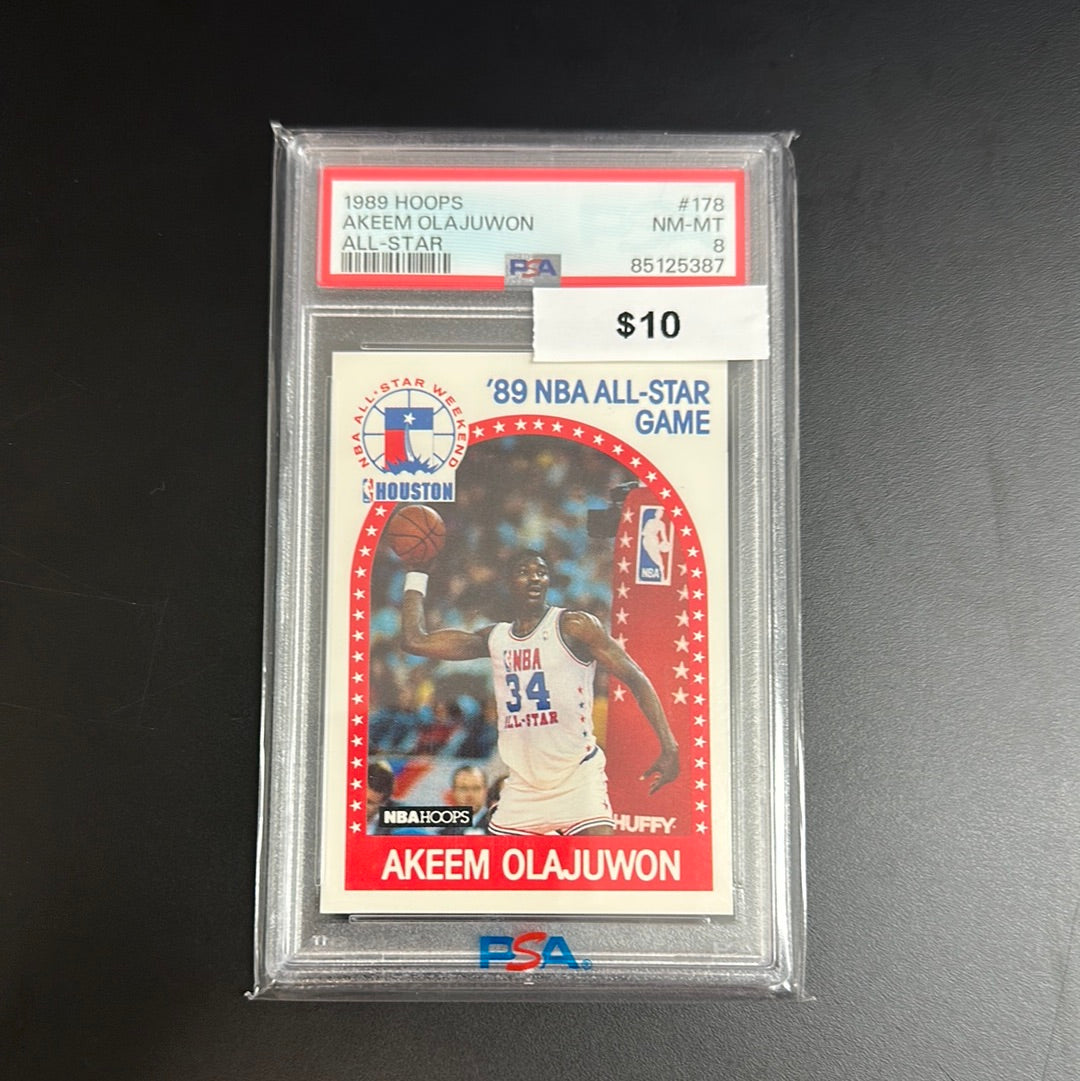 1989 HOOPS #178
AKEEM OLAJUWON NM-MT
ALL-STAR 8
PSA 85125387
$10
'89 NBA ALL-STAR
GAME
NBA ALL·STAR WEEKEND
HOUSTON
NBA
NBA
34
ALL-STAR
NBAHOOPS
HUFFY
AKEEM OLAJUWON
PSA